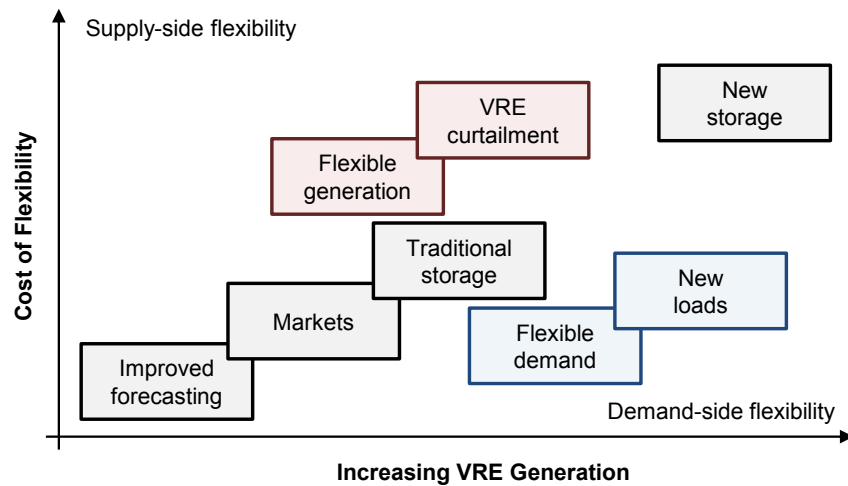 Supply-side flexibility
New
storage
VRE
curtailment
Flexible
generation
Traditional
storage
New
loads
Markets
Flexible
demand
Improved
forecasting
Demand-side flexibility
Cost of Flexibility
Increasing VRE Generation